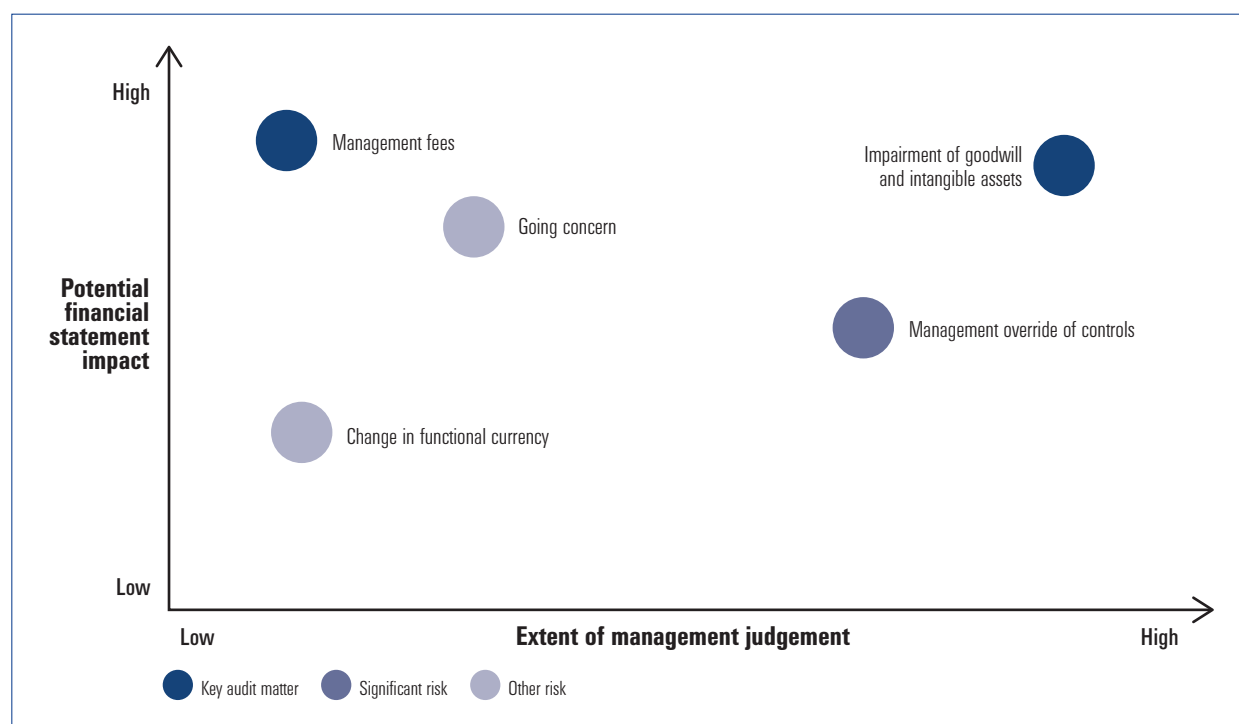 High
Management fees
Impairment of goodwill
and intangible assets
Going concern
Potential
financial
statement
impact
Management override of controls
Change in functional currency
Low
Low
Extent of management judgement
High
Key audit matter
Significant risk
Other risk